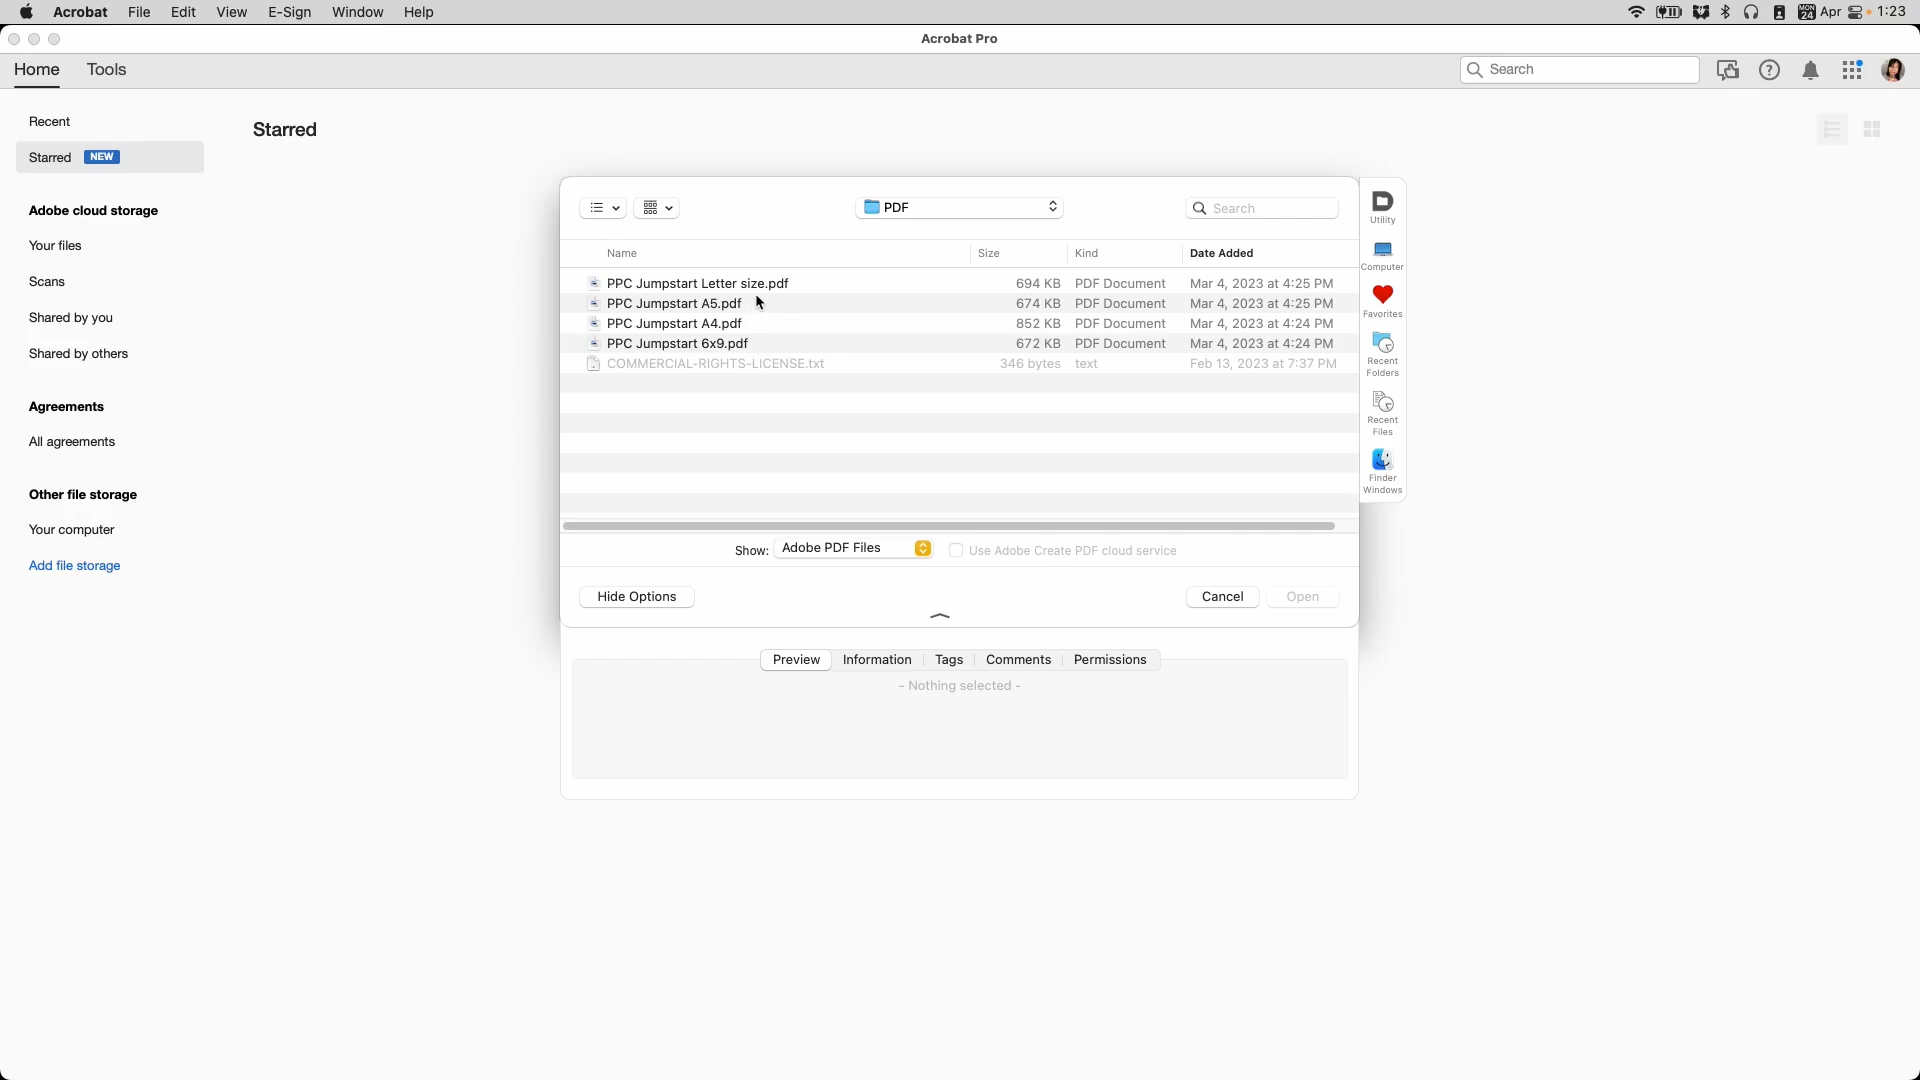 Acrobat File Edit View E-Sign Window Help MON 24 Apr 1:23
Acrobat Pro
Home Tools Search
Recent
Starred NEW
Adobe cloud storage
Your files
Scans
Shared by you
Shared by others
Agreements
All agreements
Other file storage
Your computer
Add file storage
Starred
PDF Search
Name Size Kind Date Added
PPC Jumpstart Letter size.pdf 694 KB PDF Document Mar 4, 2023 at 4:25 PM
PPC Jumpstart A5.pdf 674 KB PDF Document Mar 4, 2023 at 4:25 PM
PPC Jumpstart A4.pdf 852 KB PDF Document Mar 4, 2023 at 4:24 PM
PPC Jumpstart 6x9.pdf 672 KB PDF Document Mar 4, 2023 at 4:24 PM
COMMERCIAL-RIGHTS-LICENSE.txt 346 bytes text Feb 13, 2023 at 7:37 PM
Show: Adobe PDF Files Use Adobe Create PDF cloud service
Hide Options Cancel Open
Preview Information Tags Comments Permissions
- Nothing selected -
Utility
Computer
Favorites
Recent
Folders
Recent
Files
Finder
Windows